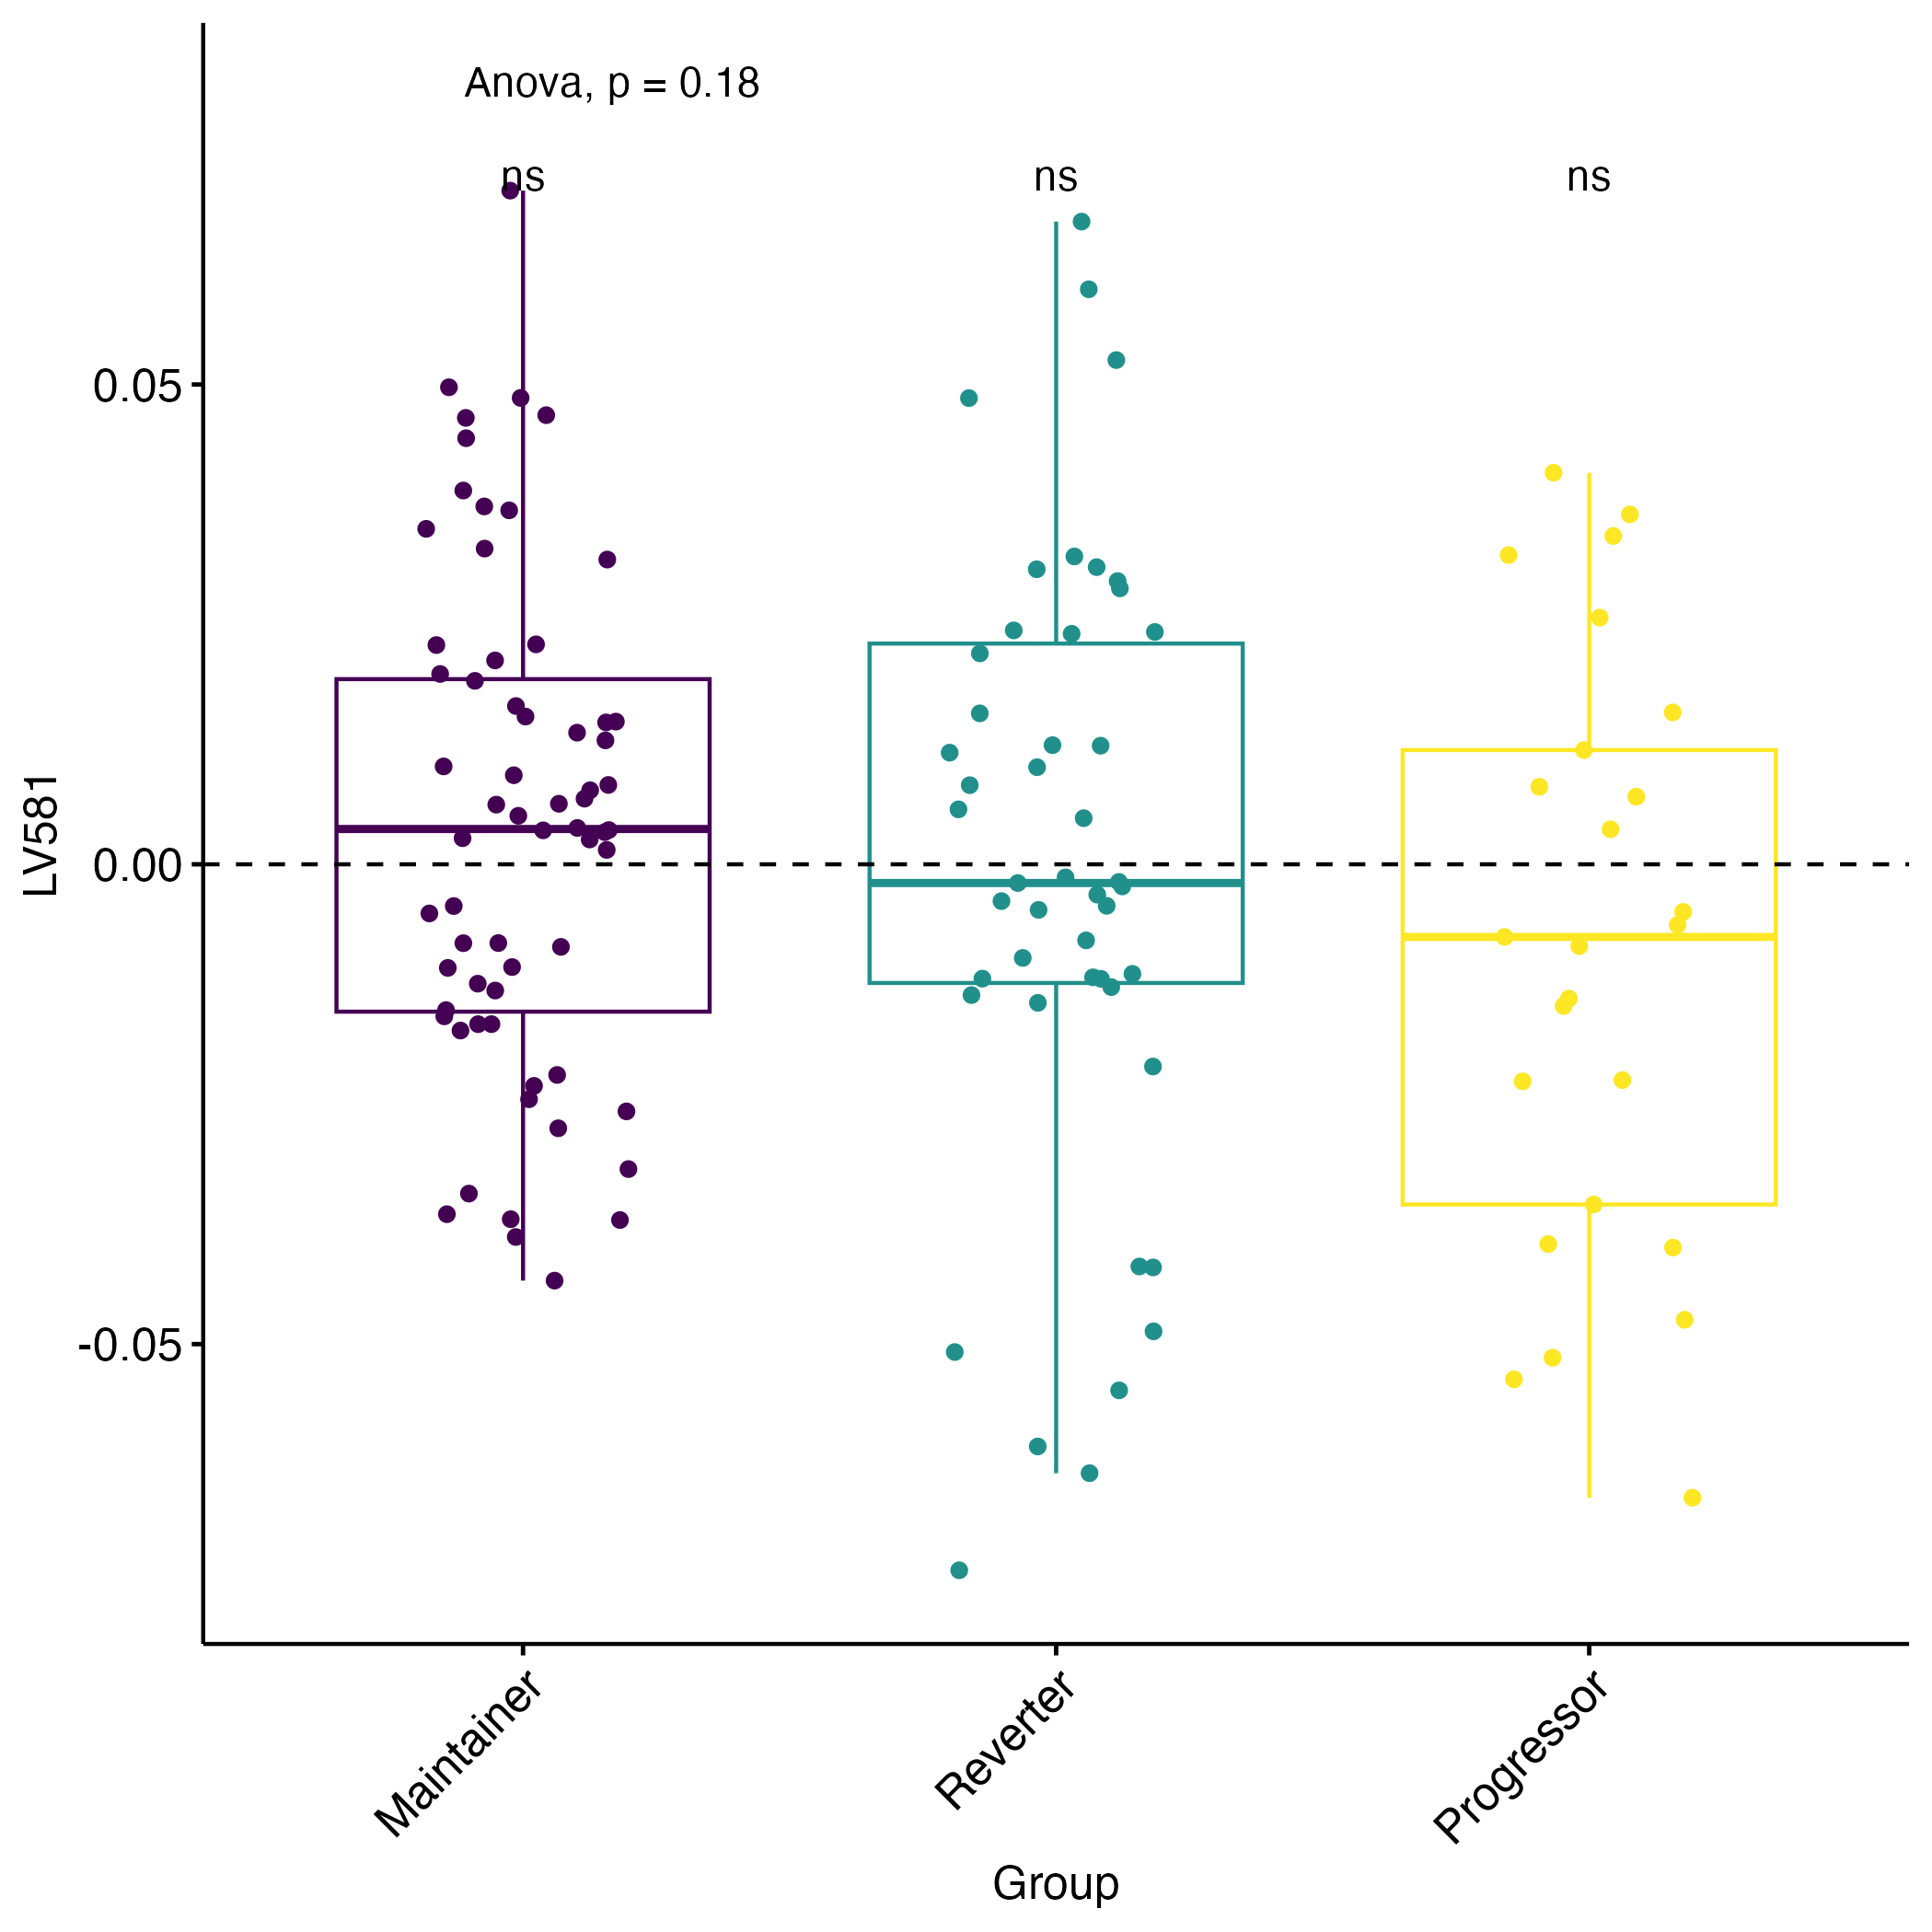 Anova, p = 0.18
ns ns ns
0.05
0.00
-0.05
LV581
Maintainer
Reverter
Progressor
Group